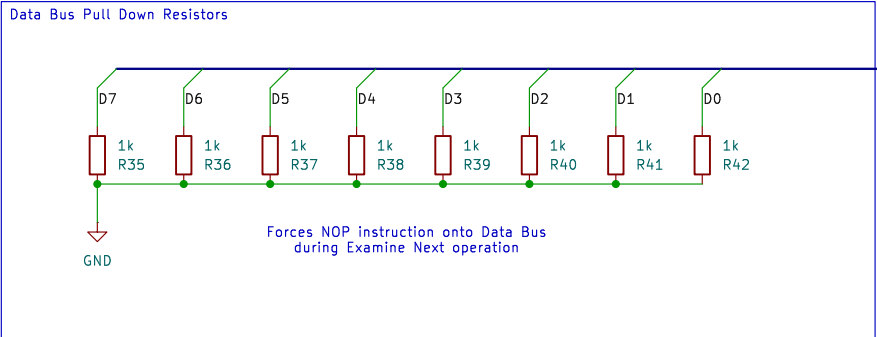 Data Bus Pull Down Resistors
D7 D6 D5 D4 D3 D2 D1 D0
1k 1k 1k 1k 1k 1k 1k 1k
R35 R36 R37 R38 R39 R40 R41 R42
Forces NOP instruction onto Data Bus
during Examine Next operation
GND